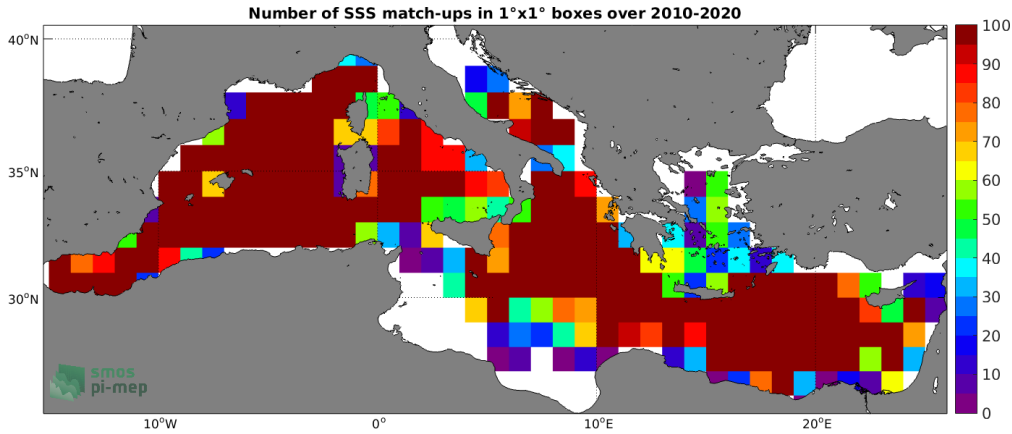 Number of SSS match-ups in 1°x1° boxes over 2010-2020
40°N
35°N
30°N
10°W
0°
10°E
20°E
100
90
80
70
60
50
40
30
20
10
0
smos
pi-mep